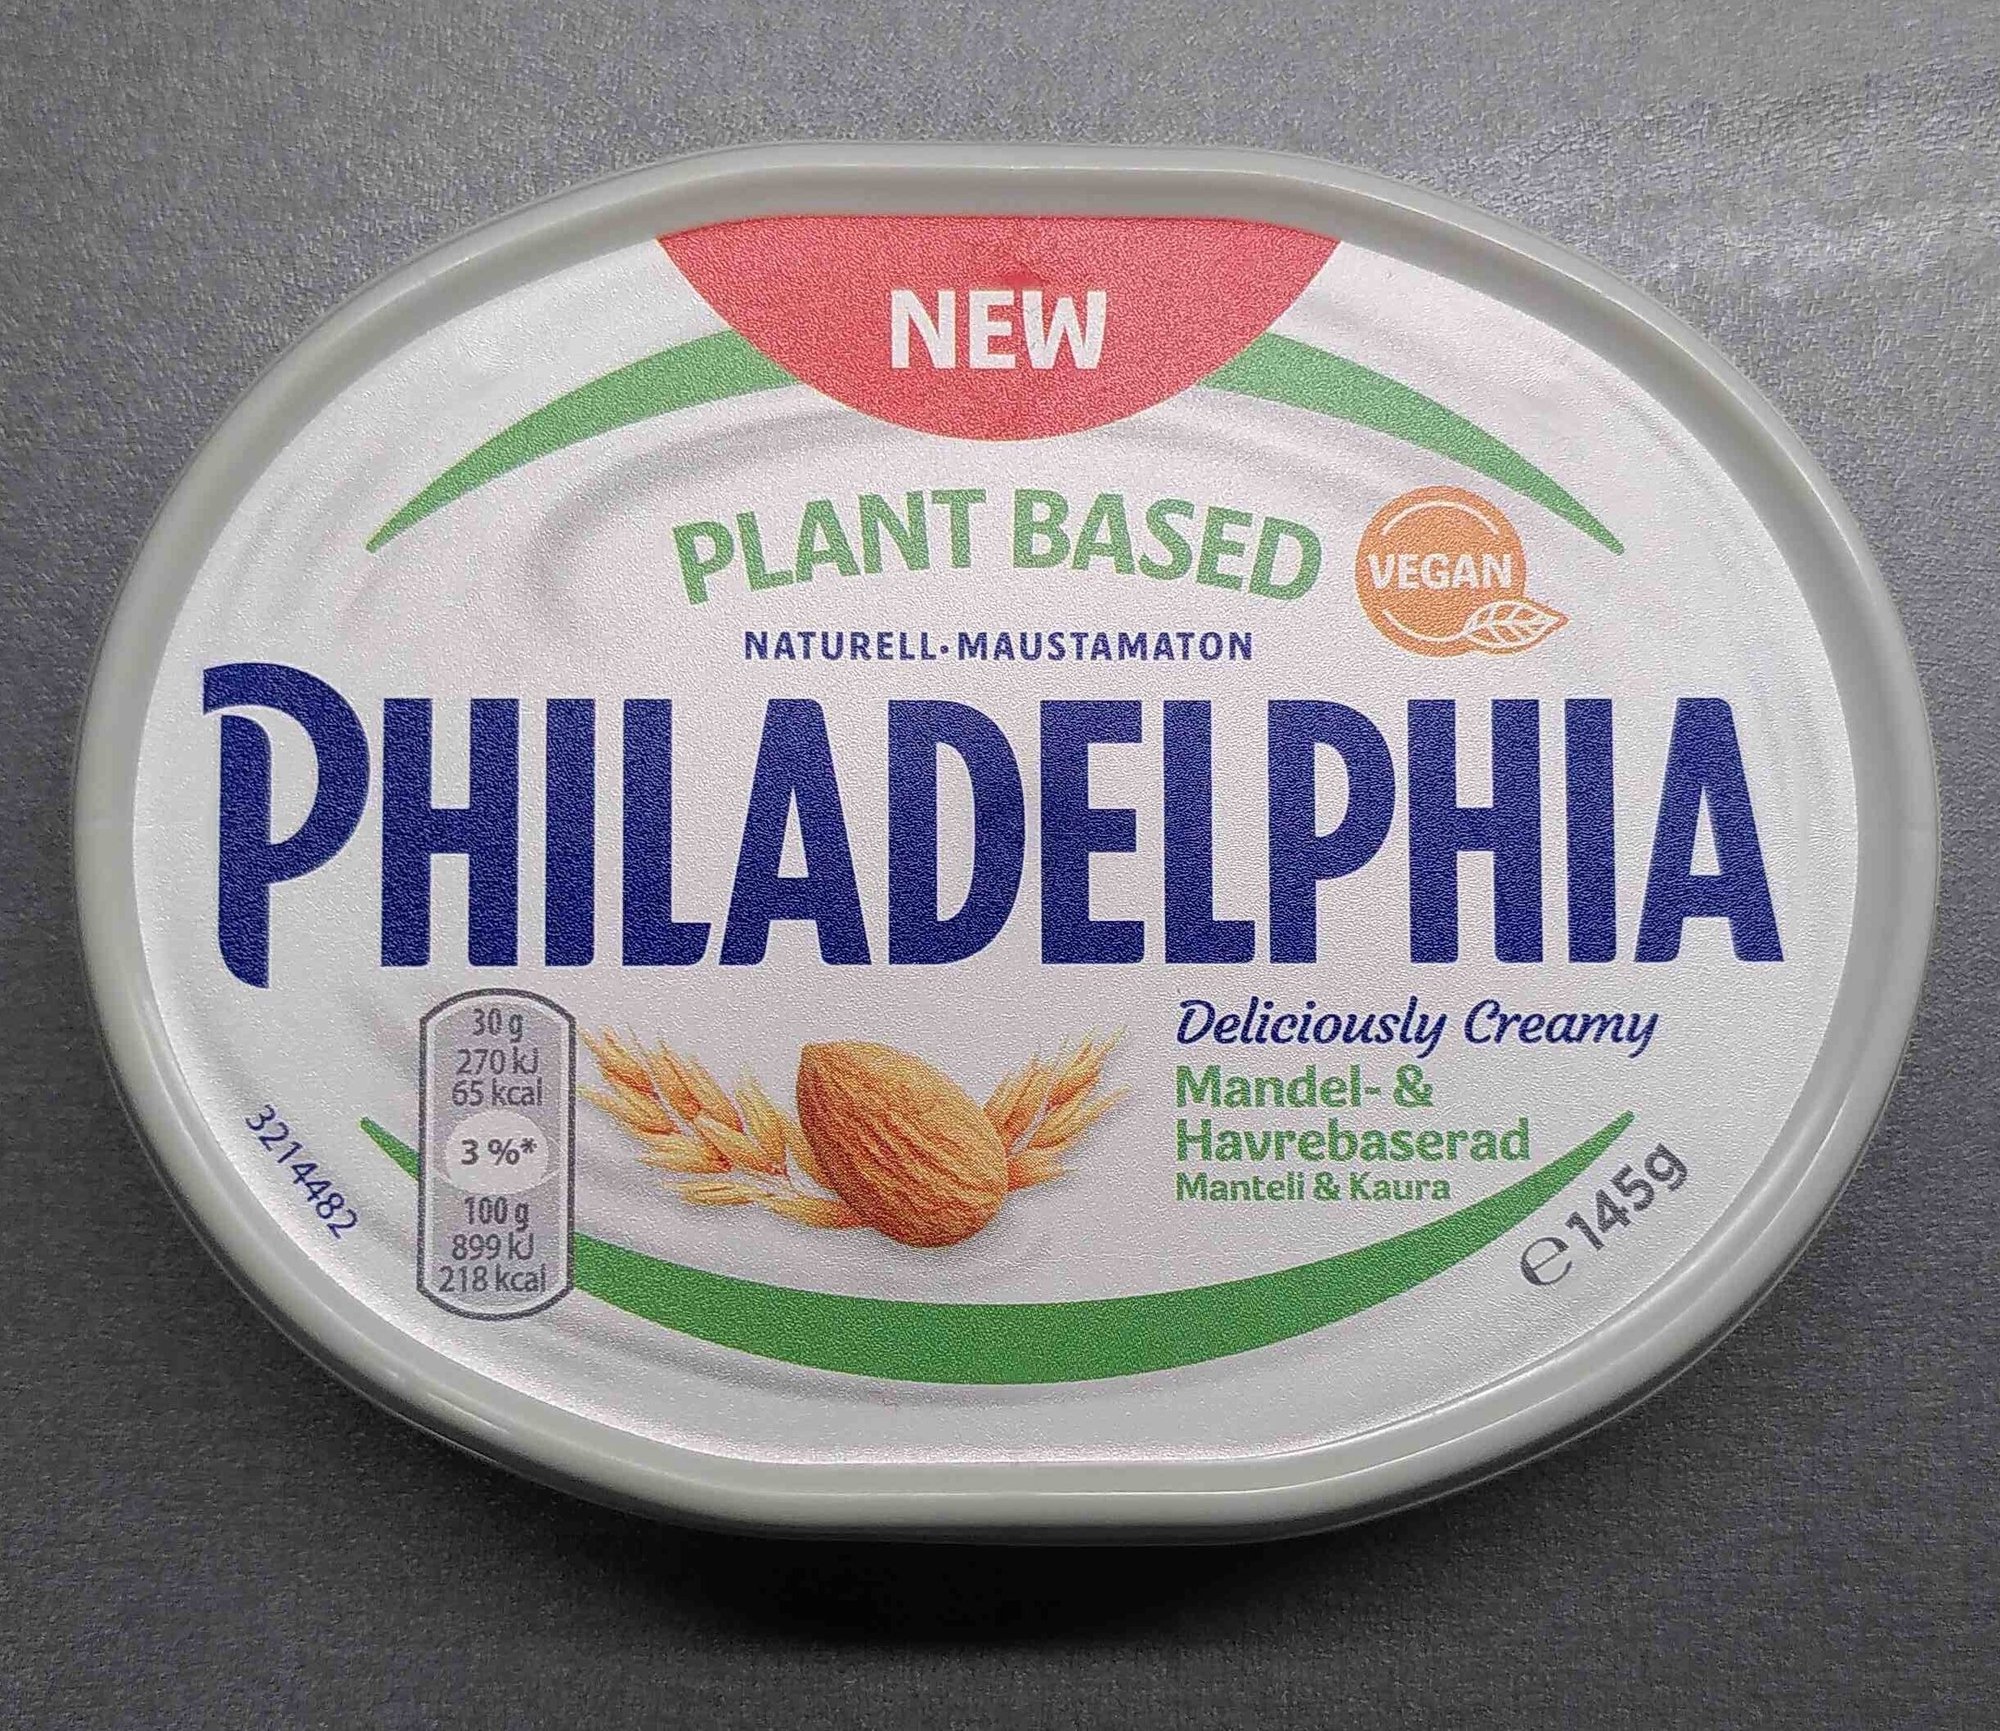 NEW
PLANT BASED
VEGAN
NATURELL•MAUSTAMATON
PHILADELPHIA
Deliciously Creamy
Mandel- &
Havrebaserad
Manteli & Kaura
30 g
270 kJ
65 kcal
3 %*
100 g
899 kJ
218 kcal
3214482
℮ 145g